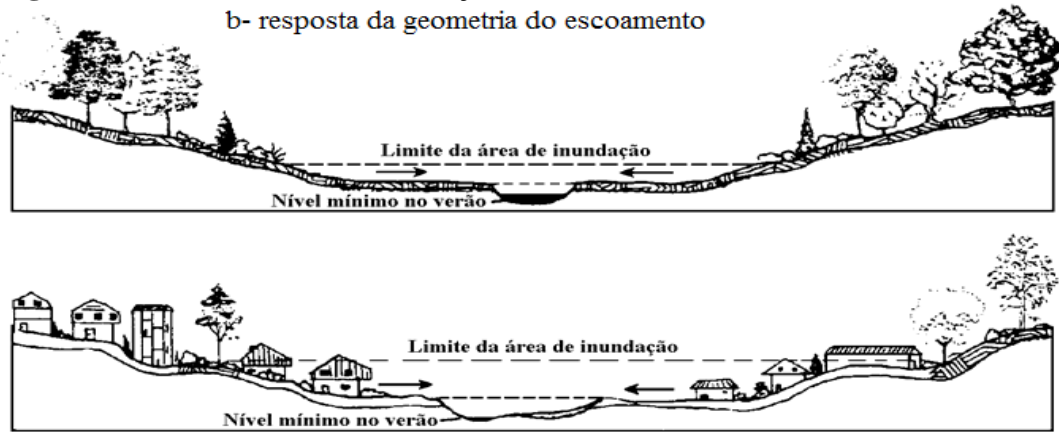 b- resposta da geometria do escoamento
Limite da área de inundação
Nível mínimo no verão
Limite da área de inundação
Nível mínimo no verão